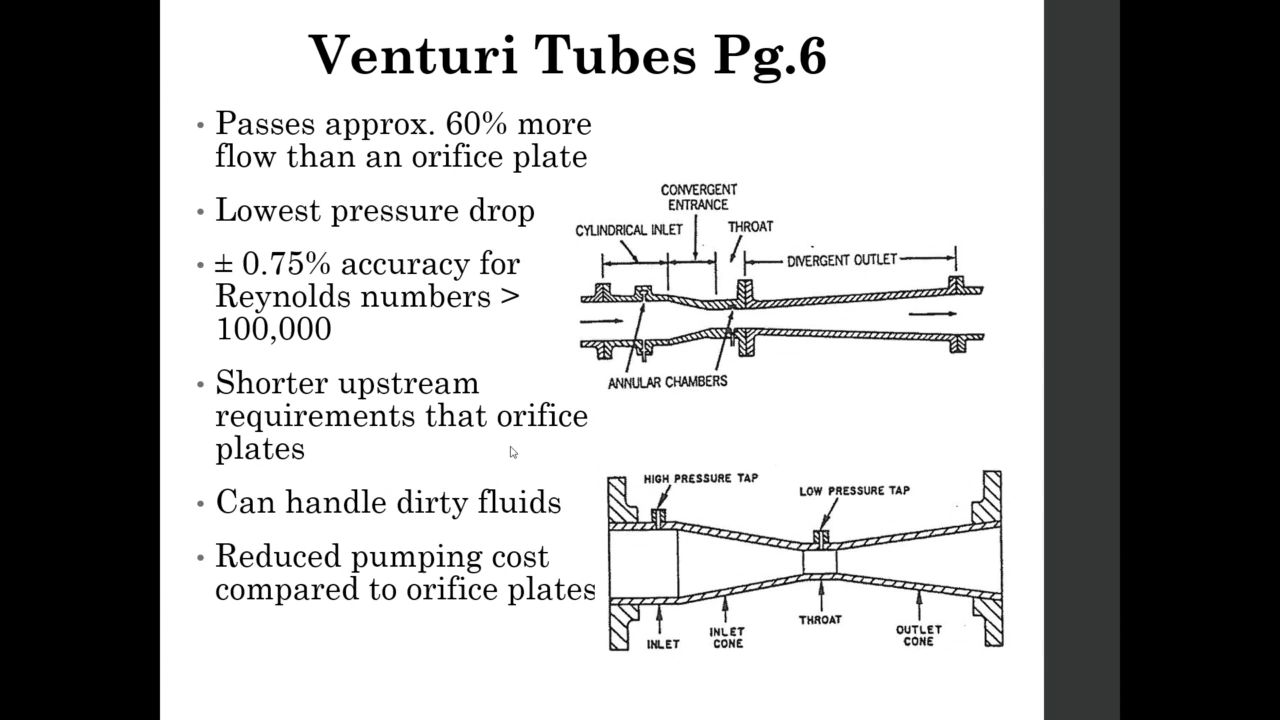 Venturi Tubes Pg.6
• Passes approx. 60% more
flow than an orifice plate
• Lowest pressure drop
• ± 0.75% accuracy for
Reynolds numbers >
100,000
• Shorter upstream
requirements that orifice
plates
• Can handle dirty fluids
• Reduced pumping cost
compared to orifice plates
CONVERGENT
ENTRANCE
CYLINDRICAL INLET
THROAT
DIVERGENT OUTLET
ANNULAR CHAMBERS
HIGH PRESSURE TAP
LOW PRESSURE TAP
INLET
INLET
CONE
THROAT
OUTLET
CONE